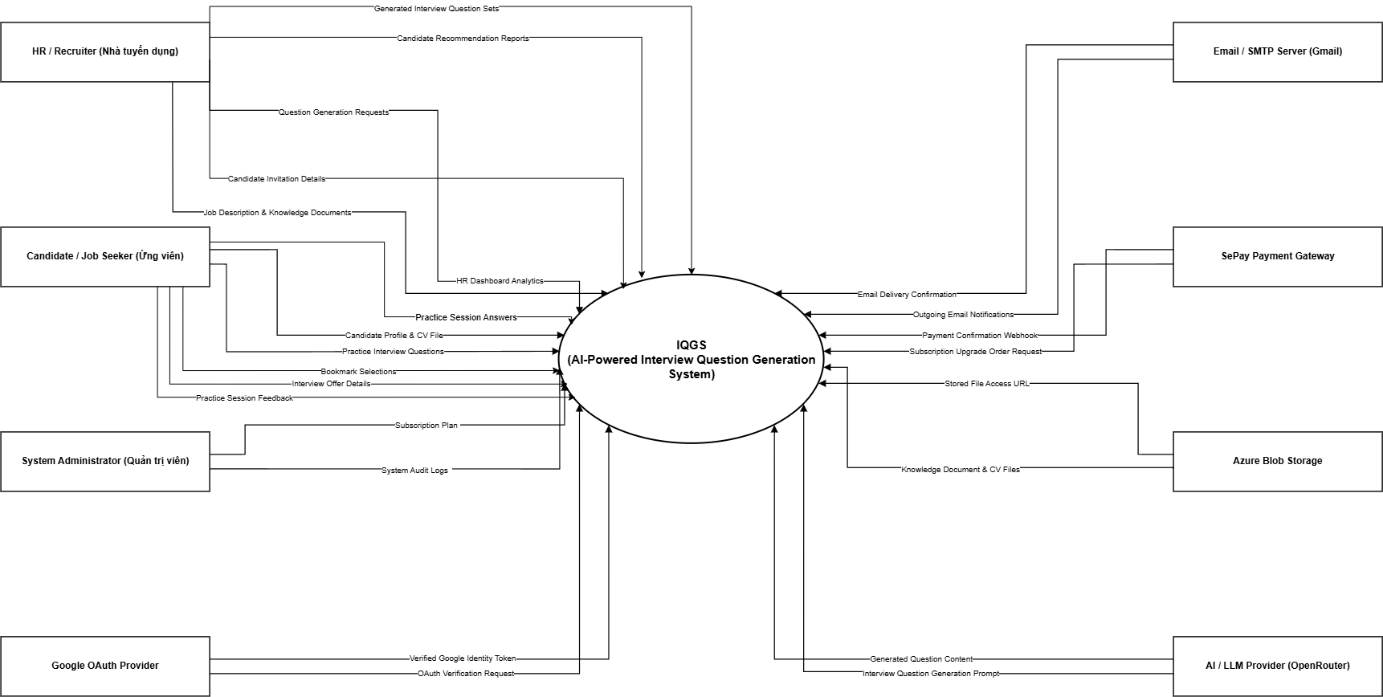 Generated Interview Question Sets
Candidate Recommendation Reports
HR / Recruiter (Nhà tuyển dụng)
Email / SMTP Server (Gmail)
Question Generation Requests
Candidate Invitation Details
Job Description & Knowledge Documents
Candidate / Job Seeker (Ứng viên)
SePay Payment Gateway
HR Dashboard Analytics
Email Delivery Confirmation
Practice Session Answers
Outgoing Email Notifications
Candidate Profile & CV File
Payment Confirmation Webhook
Practice Interview Questions
Subscription Upgrade Order Request
IQGS
(AI-Powered Interview Question Generation
System)
Bookmark Selections
Interview Offer Details
Stored File Access URL
Practice Session Feedback
Subscription Plan
System Administrator (Quản trị viên)
Azure Blob Storage
System Audit Logs
Knowledge Document & CV Files
Google OAuth Provider
Verified Google Identity Token
OAuth Verification Request
Generated Question Content
Interview Question Generation Prompt
AI / LLM Provider (OpenRouter)